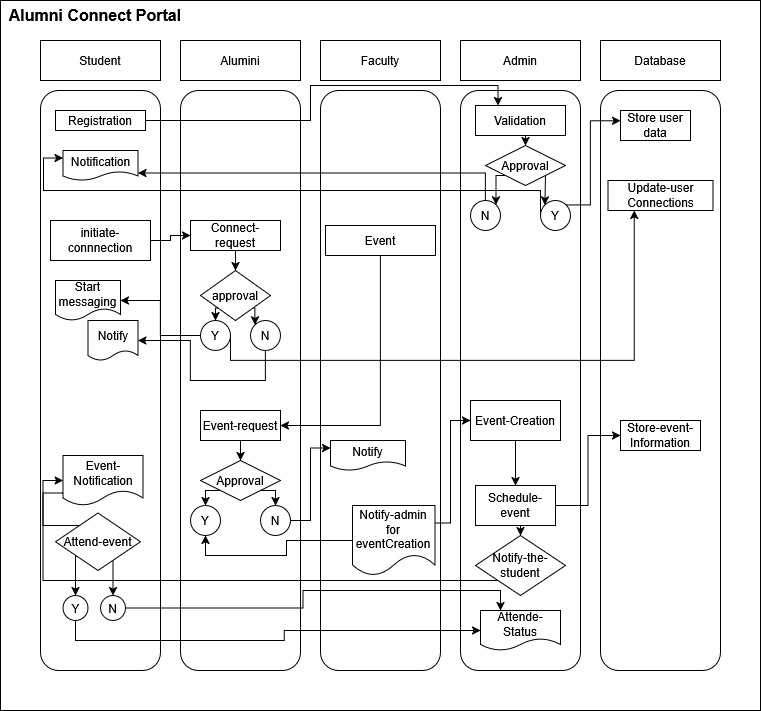 Alumni Connect Portal
Student
Alumini
Faculty
Admin
Database
Registration
Validation
Store user
data
Notification
Approval
Update-user
Connections
N
Y
initiate-
connnection
Connect-
request
Event
approval
Start
messaging
Y
N
Notify
Event-request
Event-Creation
Store-event-
Information
Notify
Event-
Notification
Approval
Schedule-
event
Y
N
Notify-admin
for
eventCreation
Attend-event
Notify-the-
student
Y
N
Attende-
Status